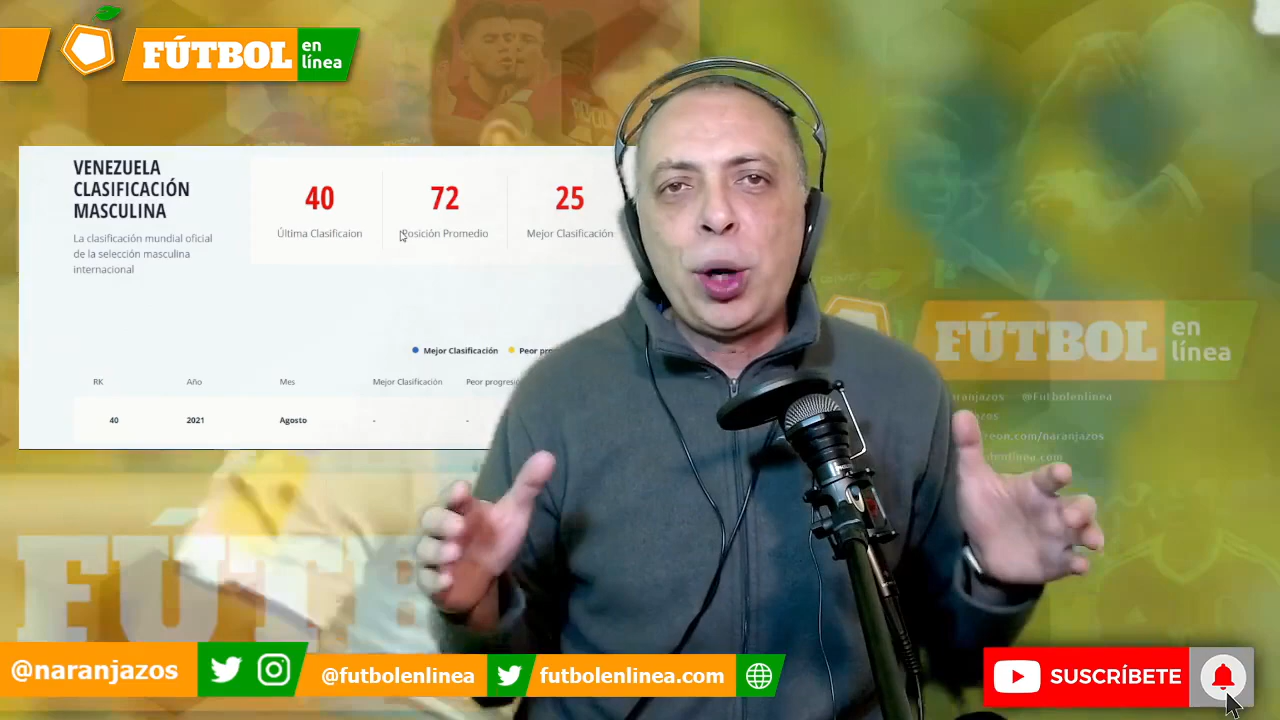 FÚTBOL en línea
VENEZUELA
CLASIFICACIÓN
MASCULINA
La clasificación mundial oficial
de la selección masculina
internacional
40
Última Clasificaion
72
Posición Promedio
25
Mejor Clasificación
Mejor Clasificación
RK Año Mes Mejor Clasificación
40 2021 Agosto - -
FÚTBOL en línea
@Futbolenlinea
@naranjazos
@futbolenlinea
futbolenlinea.com
SUSCRÍBETE